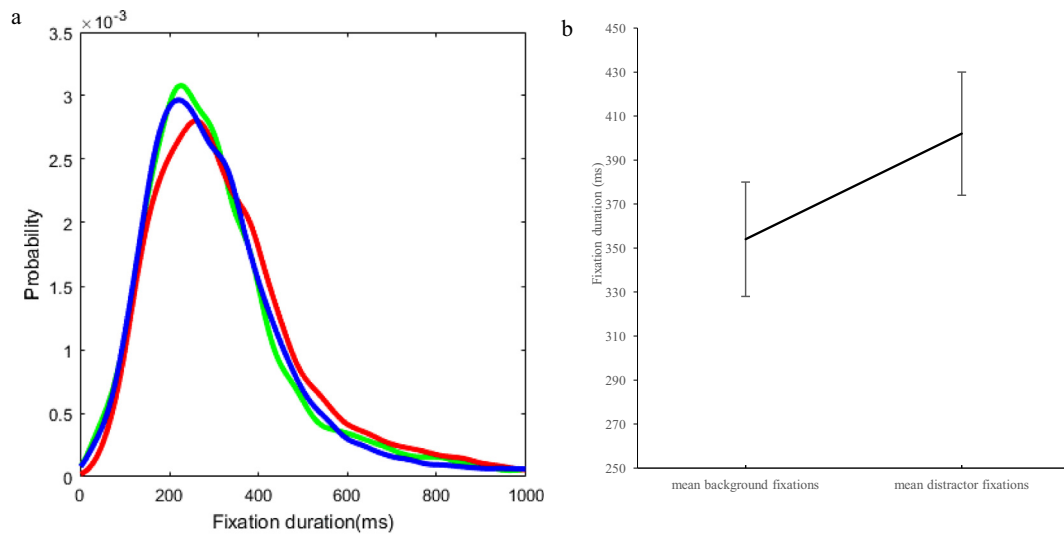 a
×10⁻³
3.5
3
2.5
2
1.5
1
0.5
0
Probability
0 200 400 600 800 1000
Fixation duration(ms)
b
450
430
410
390
370
350
330
310
290
270
250
Fixation duration (ms)
mean background fixations mean distractor fixations